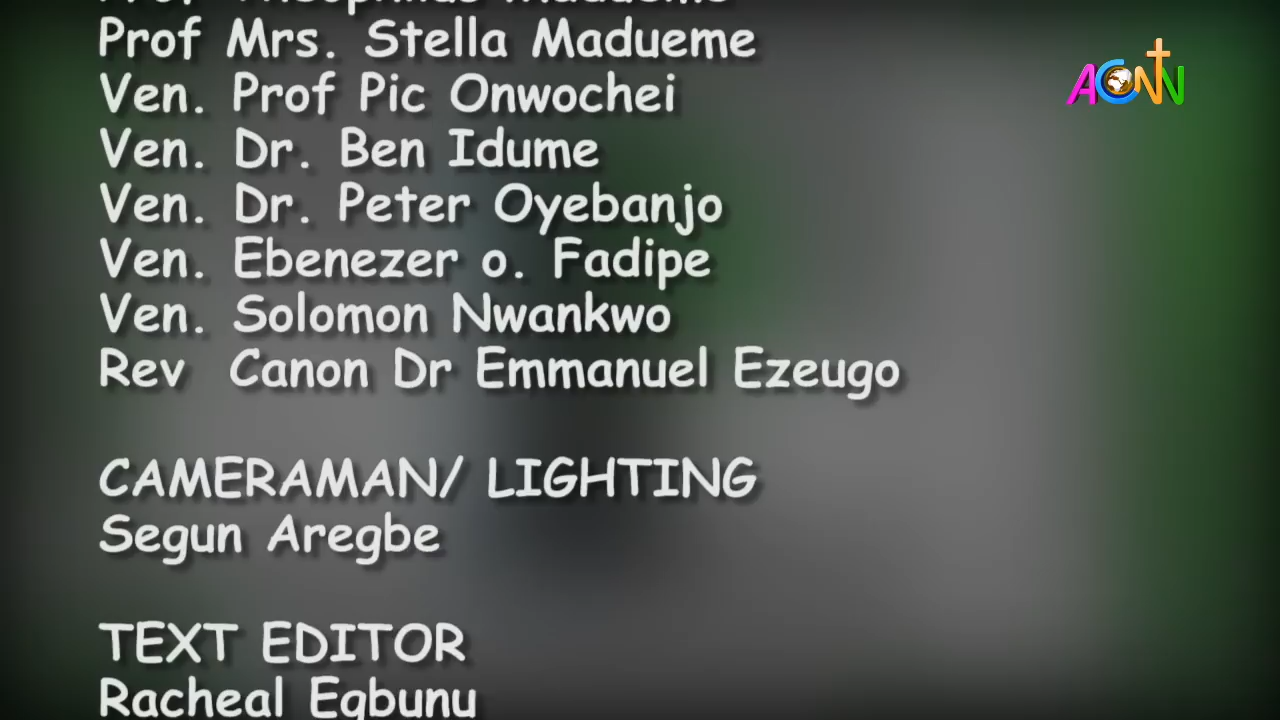 Prof Mrs. Stella Madueme
Ven. Prof Pic Onwochei
Ven. Dr. Ben Idume
Ven. Dr. Peter Oyebanjo
Ven. Ebenezer o. Fadipe
Ven. Solomon Nwankwo
Rev Canon Dr Emmanuel Ezeugo
CAMERAMAN/ LIGHTING
Segun Aregbe
TEXT EDITOR
Racheal Egbunu
ACNN